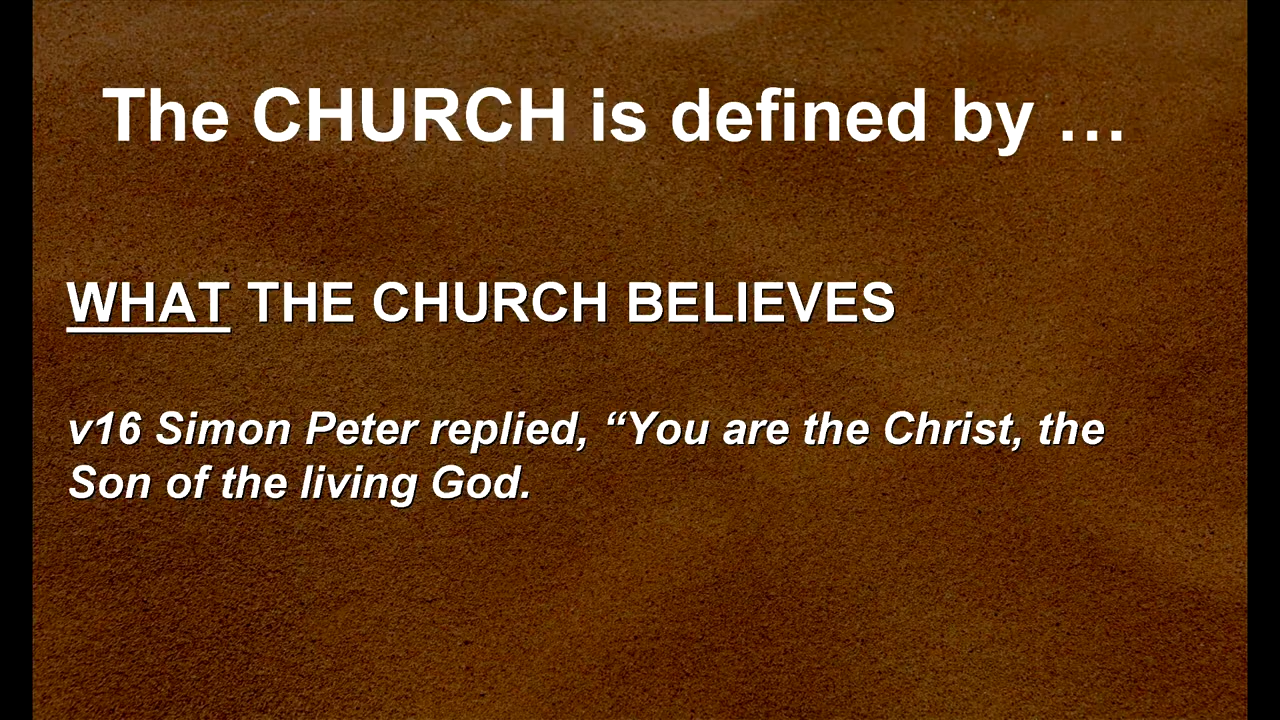 The CHURCH is defined by …
WHAT THE CHURCH BELIEVES
v16 Simon Peter replied, “You are the Christ, the
Son of the living God.